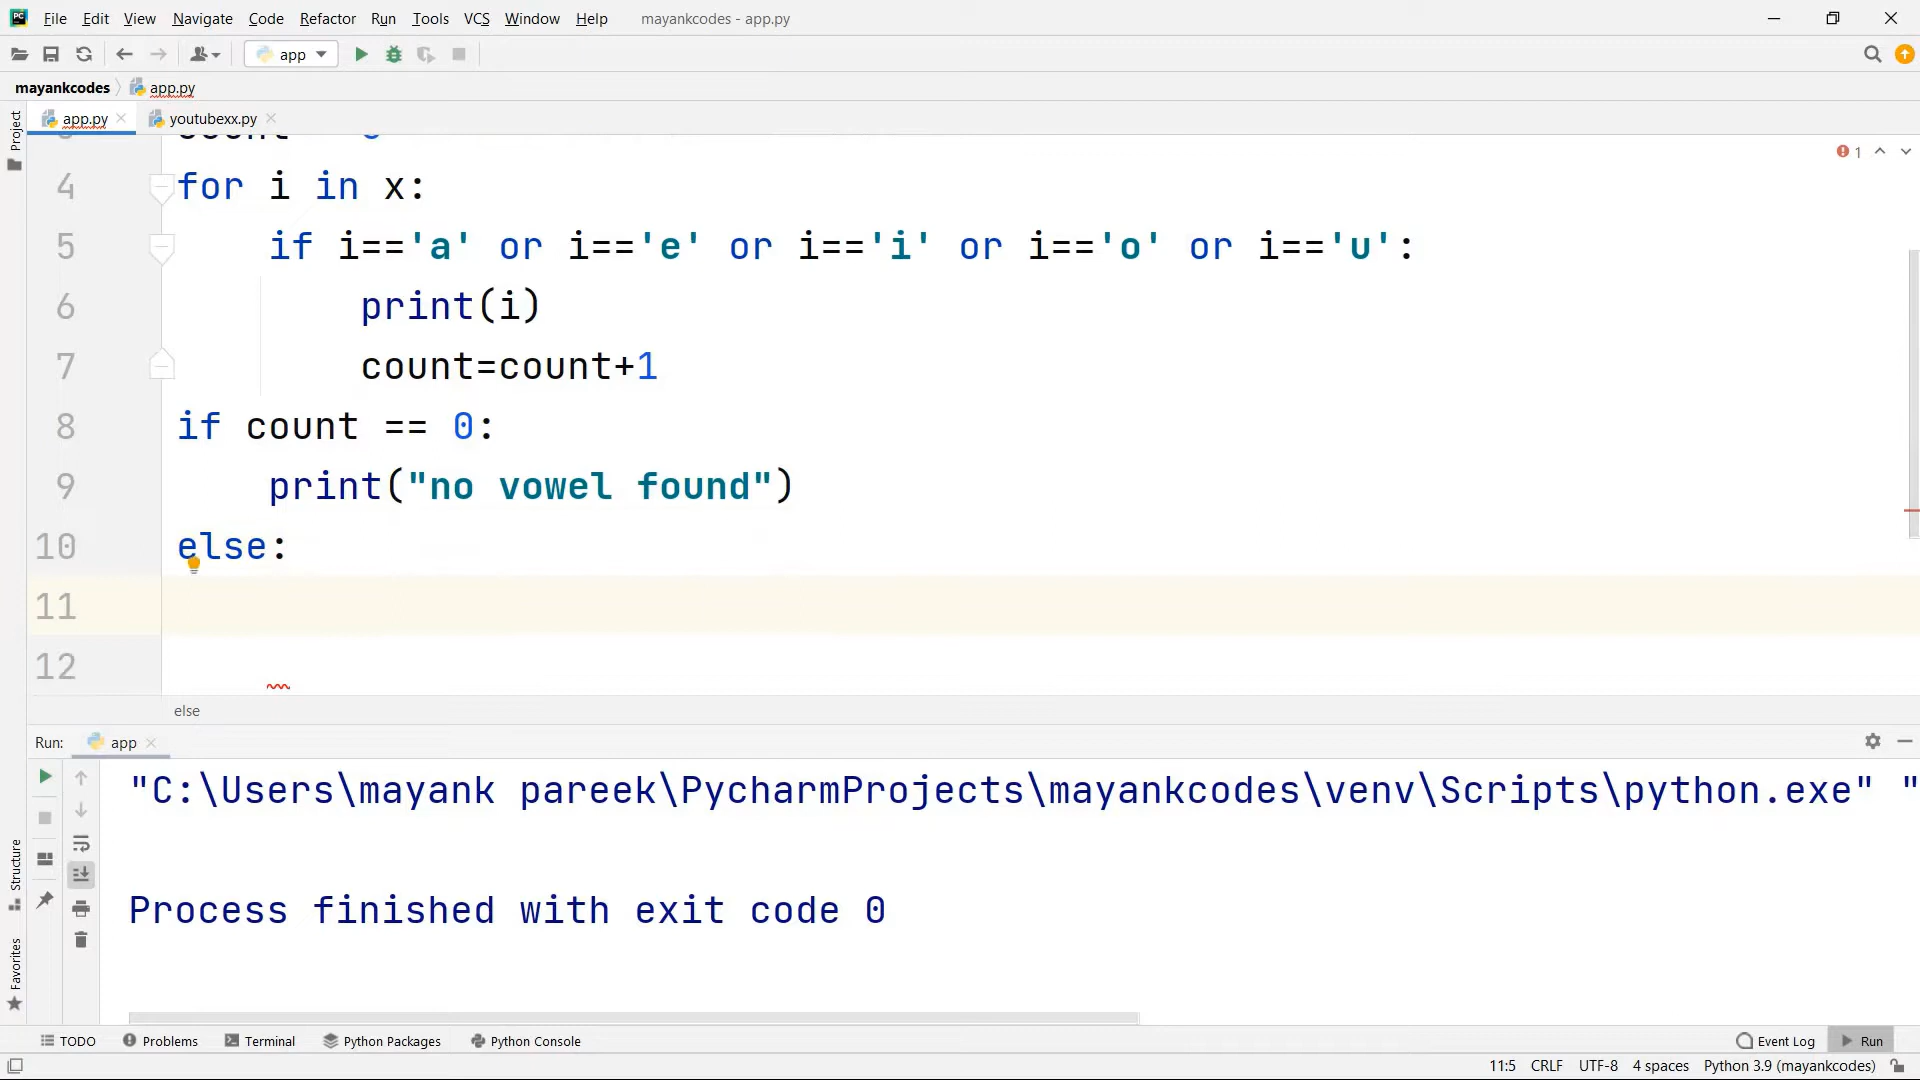 File Edit View Navigate Code Refactor Run Tools VCS Window Help mayankcodes - app.py
app
mayankcodes app.py
app.py youtubexx.py
Project
1
4 for i in x:
5 if i=='a' or i=='e' or i=='i' or i=='o' or i=='u':
6 print(i)
7 count=count+1
8 if count == 0:
9 print("no vowel found")
10 else:
11
12
else
Run: app
"C:\Users\mayank pareek\PycharmProjects\mayankcodes\venv\Scripts\python.exe" "
Process finished with exit code 0
Structure
Favorites
TODO Problems Terminal Python Packages Python Console Event Log Run
11:5 CRLF UTF-8 4 spaces Python 3.9 (mayankcodes)